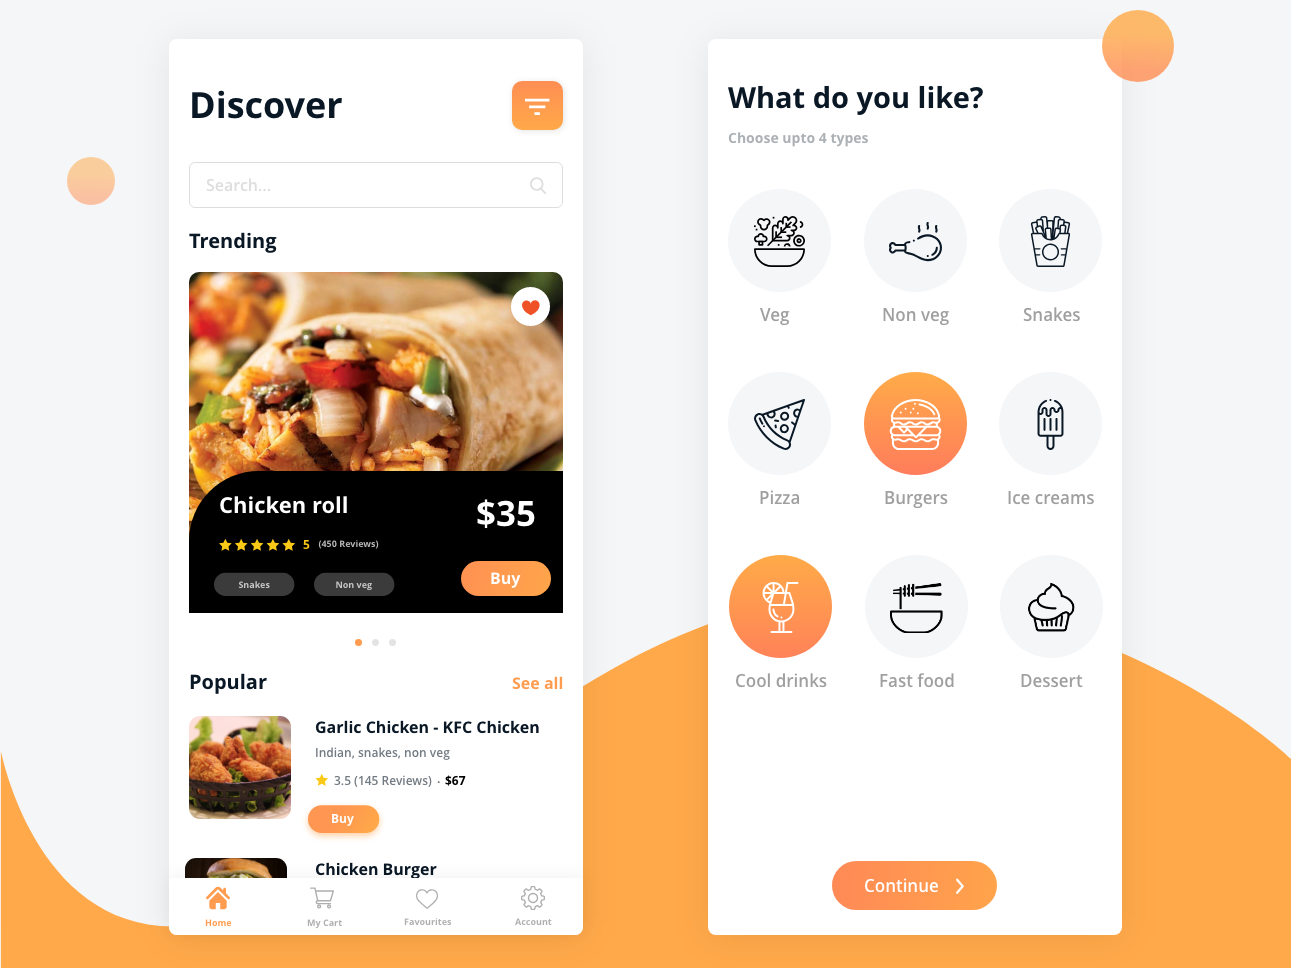 Discover
Search...
Trending
Chicken roll
$35
5 (450 Reviews)
Snakes
Non veg
Buy
Popular
See all
Garlic Chicken - KFC Chicken
Indian, snakes, non veg
3.5 (145 Reviews) · $67
Buy
Chicken Burger
Home
My Cart
Favourites
Account
What do you like?
Choose upto 4 types
Veg
Non veg
Snakes
Pizza
Burgers
Ice creams
Cool drinks
Fast food
Dessert
Continue